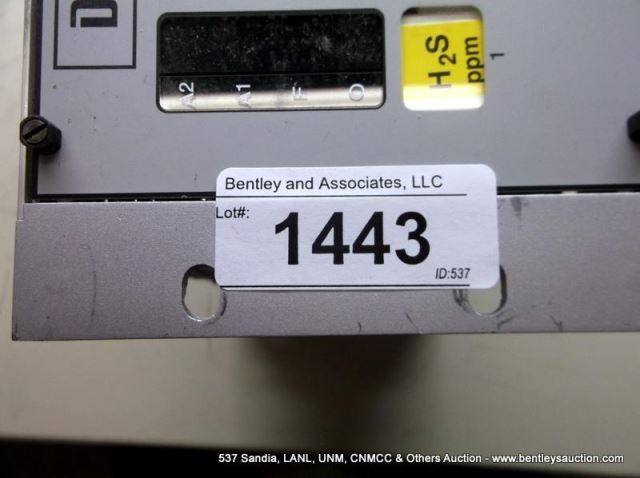 D
A2
A1
F
O
H2S
ppm
1
Bentley and Associates, LLC
Lot#:
1443
ID:537
537 Sandia, LANL, UNM, CNMCC & Others Auction - www.bentleysauction.com